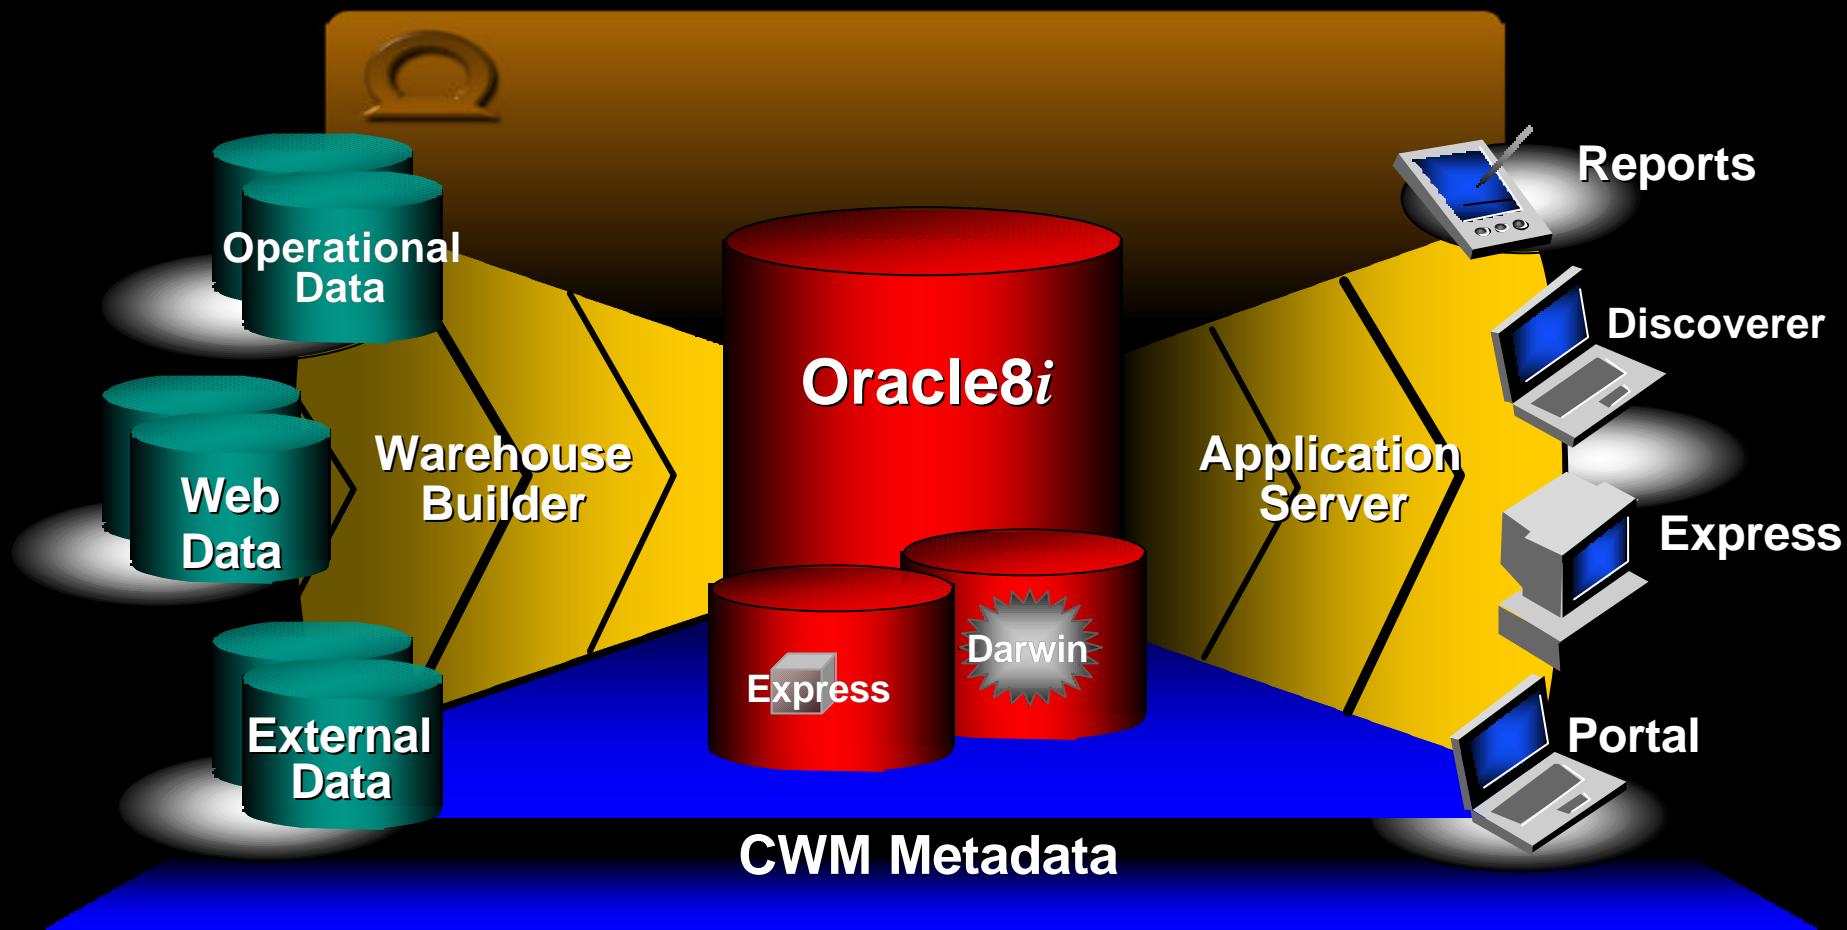 Operational
Data
Web
Data
External
Data
Warehouse
Builder
Oracle8i
Express
Darwin
Application
Server
Reports
Discoverer
Express
Portal
CWM Metadata